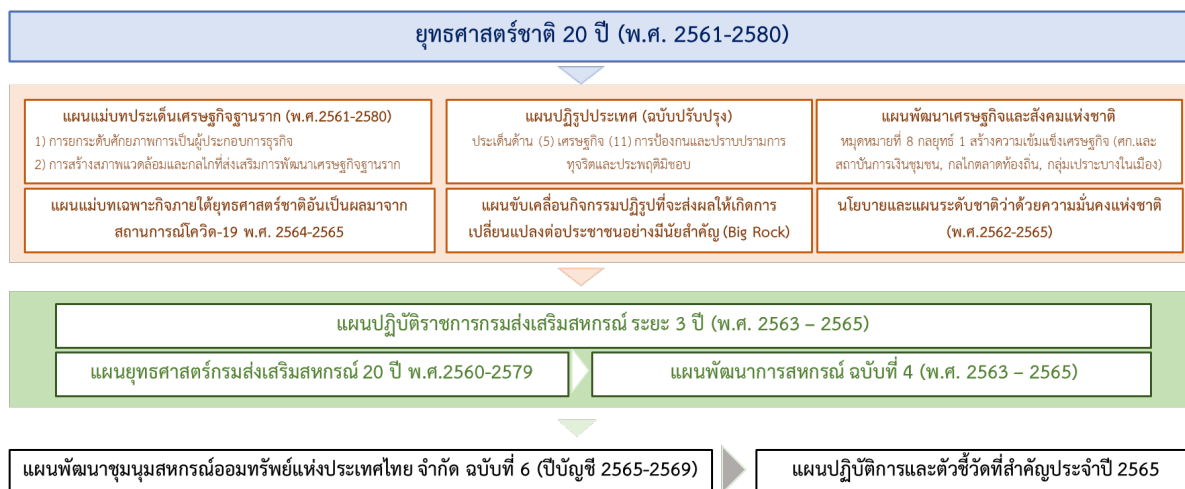 ยุทธศาสตร์ชาติ 20 ปี (พ.ศ. 2561-2580)
แผนแม่บทประเด็นเศรษฐกิจฐานราก (พ.ศ.2561-2580)
1) การยกระดับศักยภาพการเป็นผู้ประกอบการธุรกิจ
2) การสร้างสภาพแวดล้อมและกลไกที่ส่งเสริมการพัฒนาเศรษฐกิจฐานราก
แผนปฏิรูปประเทศ (ฉบับปรับปรุง)
ประเด็นด้าน (5) เศรษฐกิจ (11) การป้องกนและปราบปรามการ
ทุจริตและประพฤติมิชอบ
แผนพัฒนาเศรษฐกิจและสังคมแห่งชาติ
หมุดหมายที่ 8 กลยุทธ์ 1 สร้างความเข้มแข็งเศรษฐกิจ (ศก.และ
สถาบันการเงินชุมชน, กลไกตลาดท้องถิ่น, กลุ่มเปราะบางในเมือง)
แผนแม่บทเฉพาะกิจภายใต้ยุทธศาสตร์ชาติอันเป็นผลมาจาก
สถานการณ์โควิด-19 พ.ศ. 2564-2565
แผนขับเคลื่อนกิจกรรมปฏิรูปที่จะส่งผลให้เกิดการ
เปลี่ยนแปลงต่อประชาชนอย่างมีนัยสำคัญ (Big Rock)
นโยบายและแผนระดับชาติว่าด้วยความมั่นคงแห่งชาติ
(พ.ศ.2562-2565)
แผนปฏิบัติราชการกรมส่งเสริมสหกรณ์ ระยะ 3 ปี (พ.ศ. 2563 – 2565)
แผนยุทธศาสตร์กรมส่งเสริมสหกรณ์ 20 ปี พ.ศ.2560-2579
แผนพัฒนาการสหกรณ์ ฉบับที่ 4 (พ.ศ. 2563 – 2565)
แผนพัฒนาชุมนุมสหกรณ์ออมทรัพย์แห่งประเทศไทย จำกัด ฉบับที่ 6 (ปีบัญชี 2565-2569)
แผนปฏิบัติการและตัวชี้วัดที่สำคัญประจำปี 2565